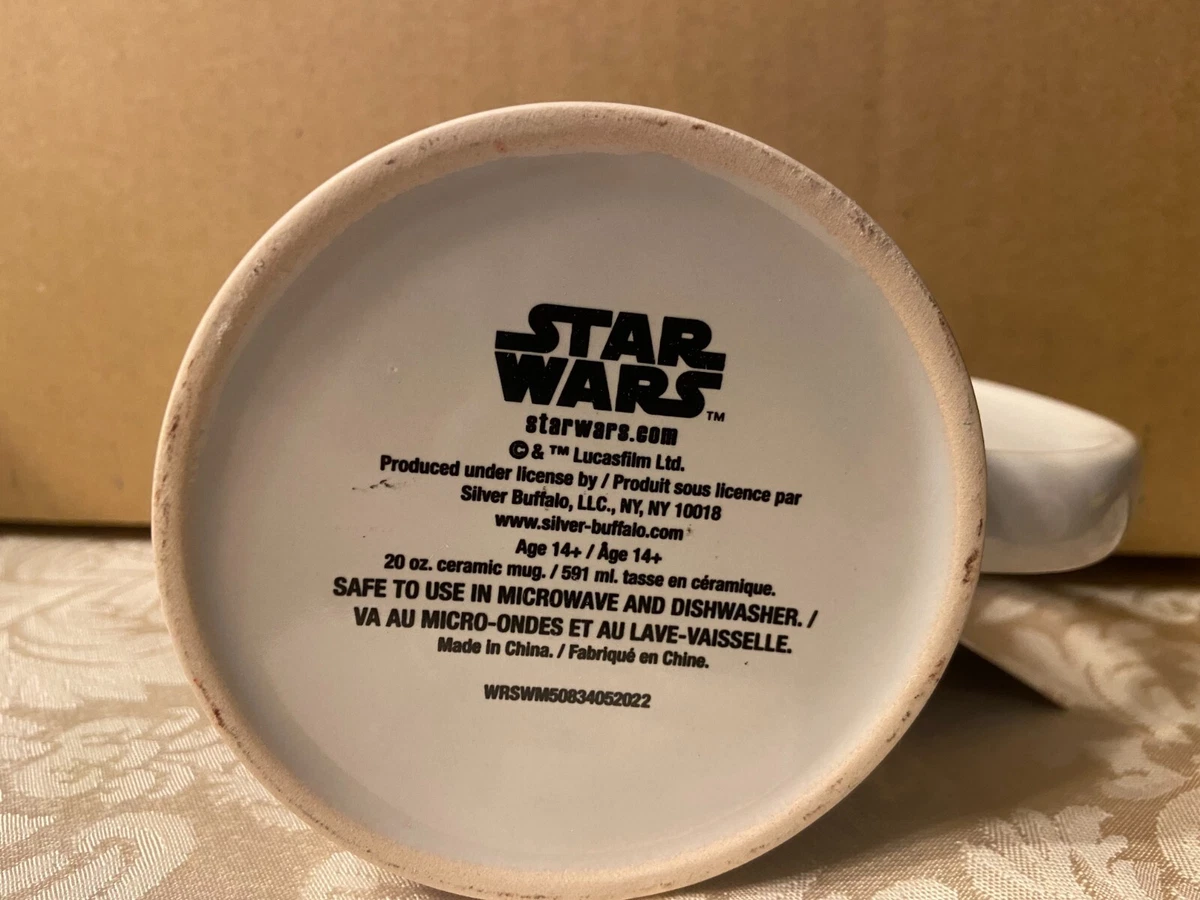 STAR
WARS™
starwars.com
© & ™ Lucasfilm Ltd.
Produced under license by / Produit sous licence par
Silver Buffalo, LLC., NY, NY 10018
www.silver-buffalo.com
Age 14+ / Âge 14+
20 oz. ceramic mug. / 591 ml. tasse en céramique.
SAFE TO USE IN MICROWAVE AND DISHWASHER. /
VA AU MICRO-ONDES ET AU LAVE-VAISSELLE.
Made in China. / Fabriqué en Chine.
WRSWM50834052022